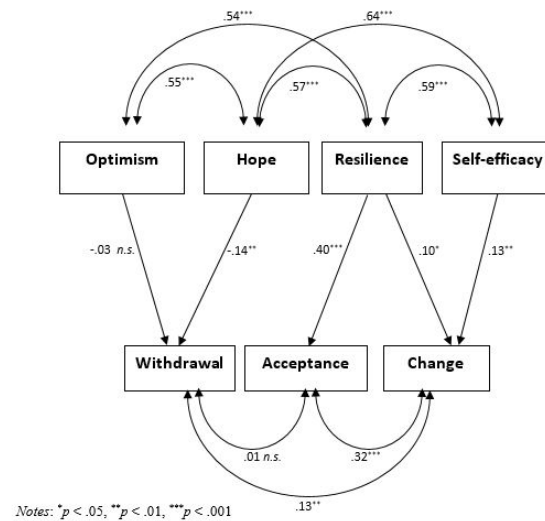 .54***
.64***
.55***
.57***
.59***
Optimism
Hope
Resilience
Self-efficacy
-.03 n.s.
-.14**
.40***
.10*
.13**
Withdrawal
Acceptance
Change
.01 n.s.
.32***
.13**
Notes: *p < .05, **p < .01, ***p < .001